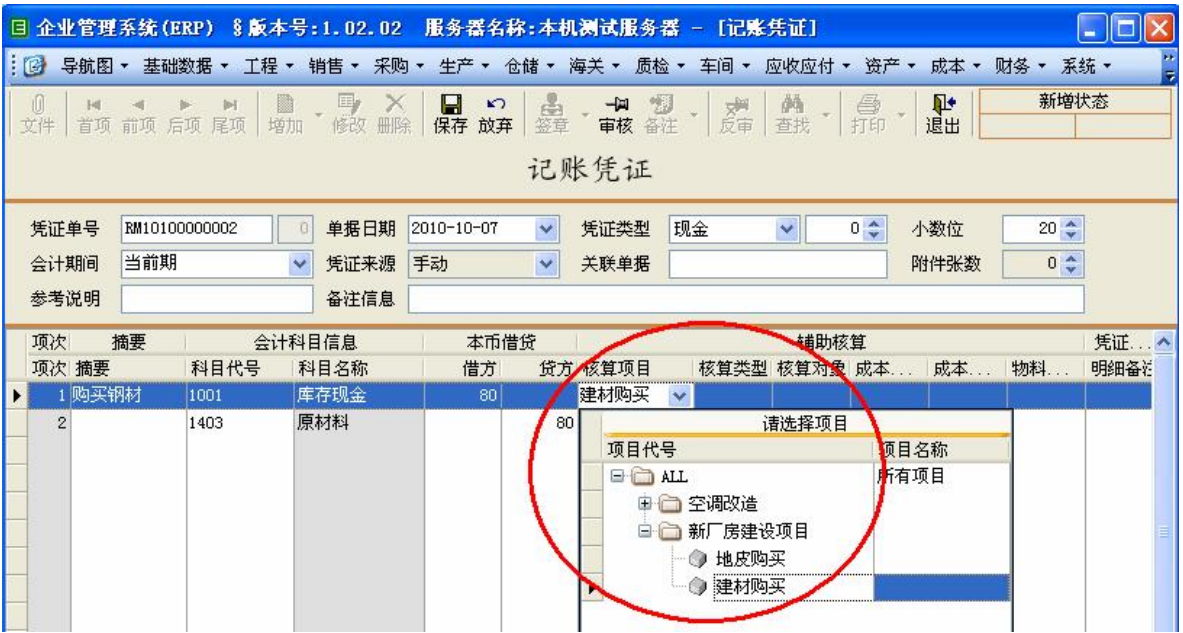 企业管理系统(ERP) §版本号:1.02.02 服务器名称:本机测试服务器 - [记账凭证]
导航图 基础数据 工程 销售 采购 生产 仓储 海关 质检 车间 应收应付 资产 成本 财务 系统
文件 首项 前项 后项 尾项 增加 修改 删除 保存 放弃 签章 审核 备注 反审 查找 打印 退出 新增状态
记账凭证
凭证单号 RM10100000002 0 单据日期 2010-10-07 凭证类型 现金 0 小数位 20
会计期间 当前期 凭证来源 手动 关联单据 附件张数 0
参考说明 备注信息
项次 摘要 会计科目信息 本币借贷 辅助核算 凭证...
项次 摘要 科目代号 科目名称 借方 贷方 核算项目 核算类型 核算对象 成本... 成本... 物料... 明细备注
1 购买钢材 1001 库存现金 80 建材购买
2 1403 原材料 80 请选择项目
项目代号 项目名称
ALL 所有项目
空调改造
新厂房建设项目
地皮购买
建材购买